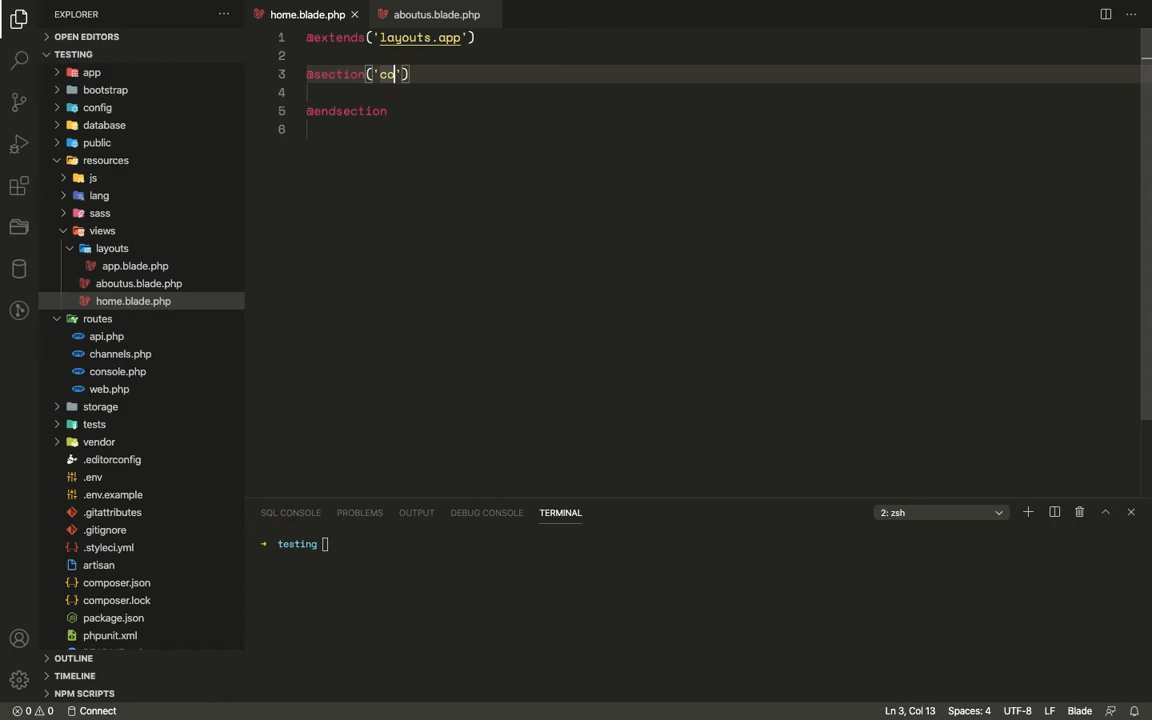 EXPLORER
···
home.blade.php
aboutus.blade.php
···
OPEN EDITORS
TESTING
app
bootstrap
config
database
public
resources
js
lang
sass
views
layouts
app.blade.php
aboutus.blade.php
home.blade.php
routes
api.php
channels.php
console.php
web.php
storage
tests
vendor
.editorconfig
.env
.env.example
.gitattributes
.gitignore
.styleci.yml
artisan
composer.json
composer.lock
package.json
phpunit.xml
OUTLINE
TIMELINE
NPM SCRIPTS
1 @extends('layouts.app')
2
3 @section('co')
4
5 @endsection
6
SQL CONSOLE PROBLEMS OUTPUT DEBUG CONSOLE TERMINAL 2: zsh
→ testing
0 0 Connect Ln 3, Col 13 Spaces: 4 UTF-8 LF Blade